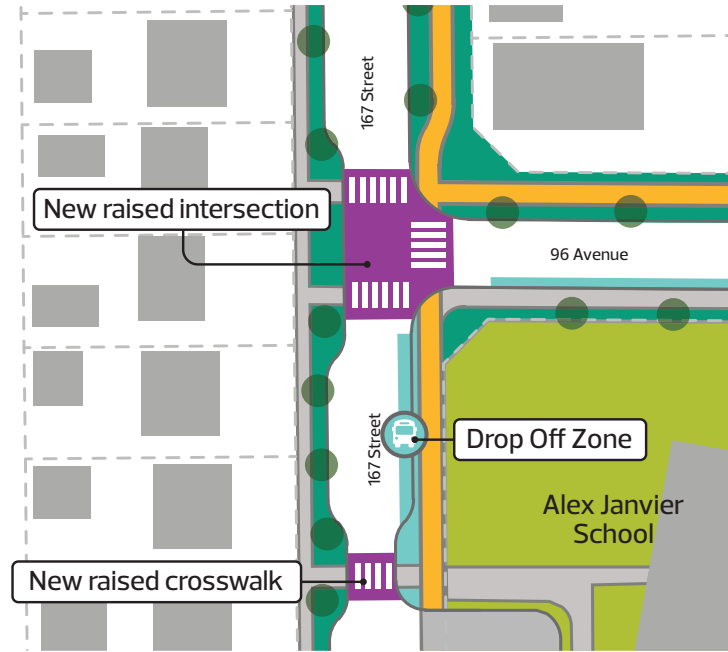 167 Street
New raised intersection
96 Avenue
167 Street
Drop Off Zone
Alex Janvier
School
New raised crosswalk